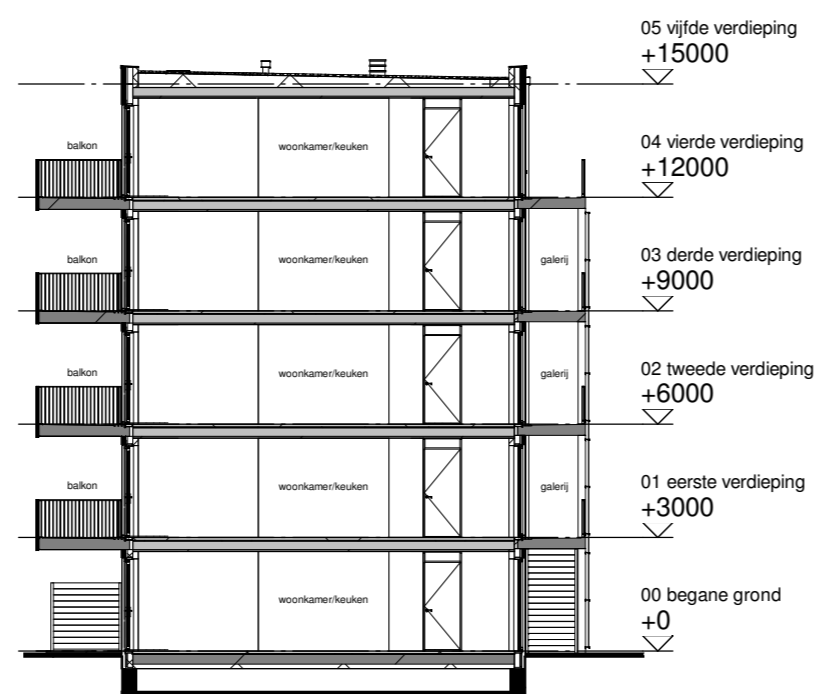 05 vijfde verdieping
+15000
04 vierde verdieping
+12000
balkon
woonkamer/keuken
03 derde verdieping
+9000
balkon
woonkamer/keuken
galerij
02 tweede verdieping
+6000
balkon
woonkamer/keuken
galerij
01 eerste verdieping
+3000
balkon
woonkamer/keuken
galerij
00 begane grond
+0
woonkamer/keuken